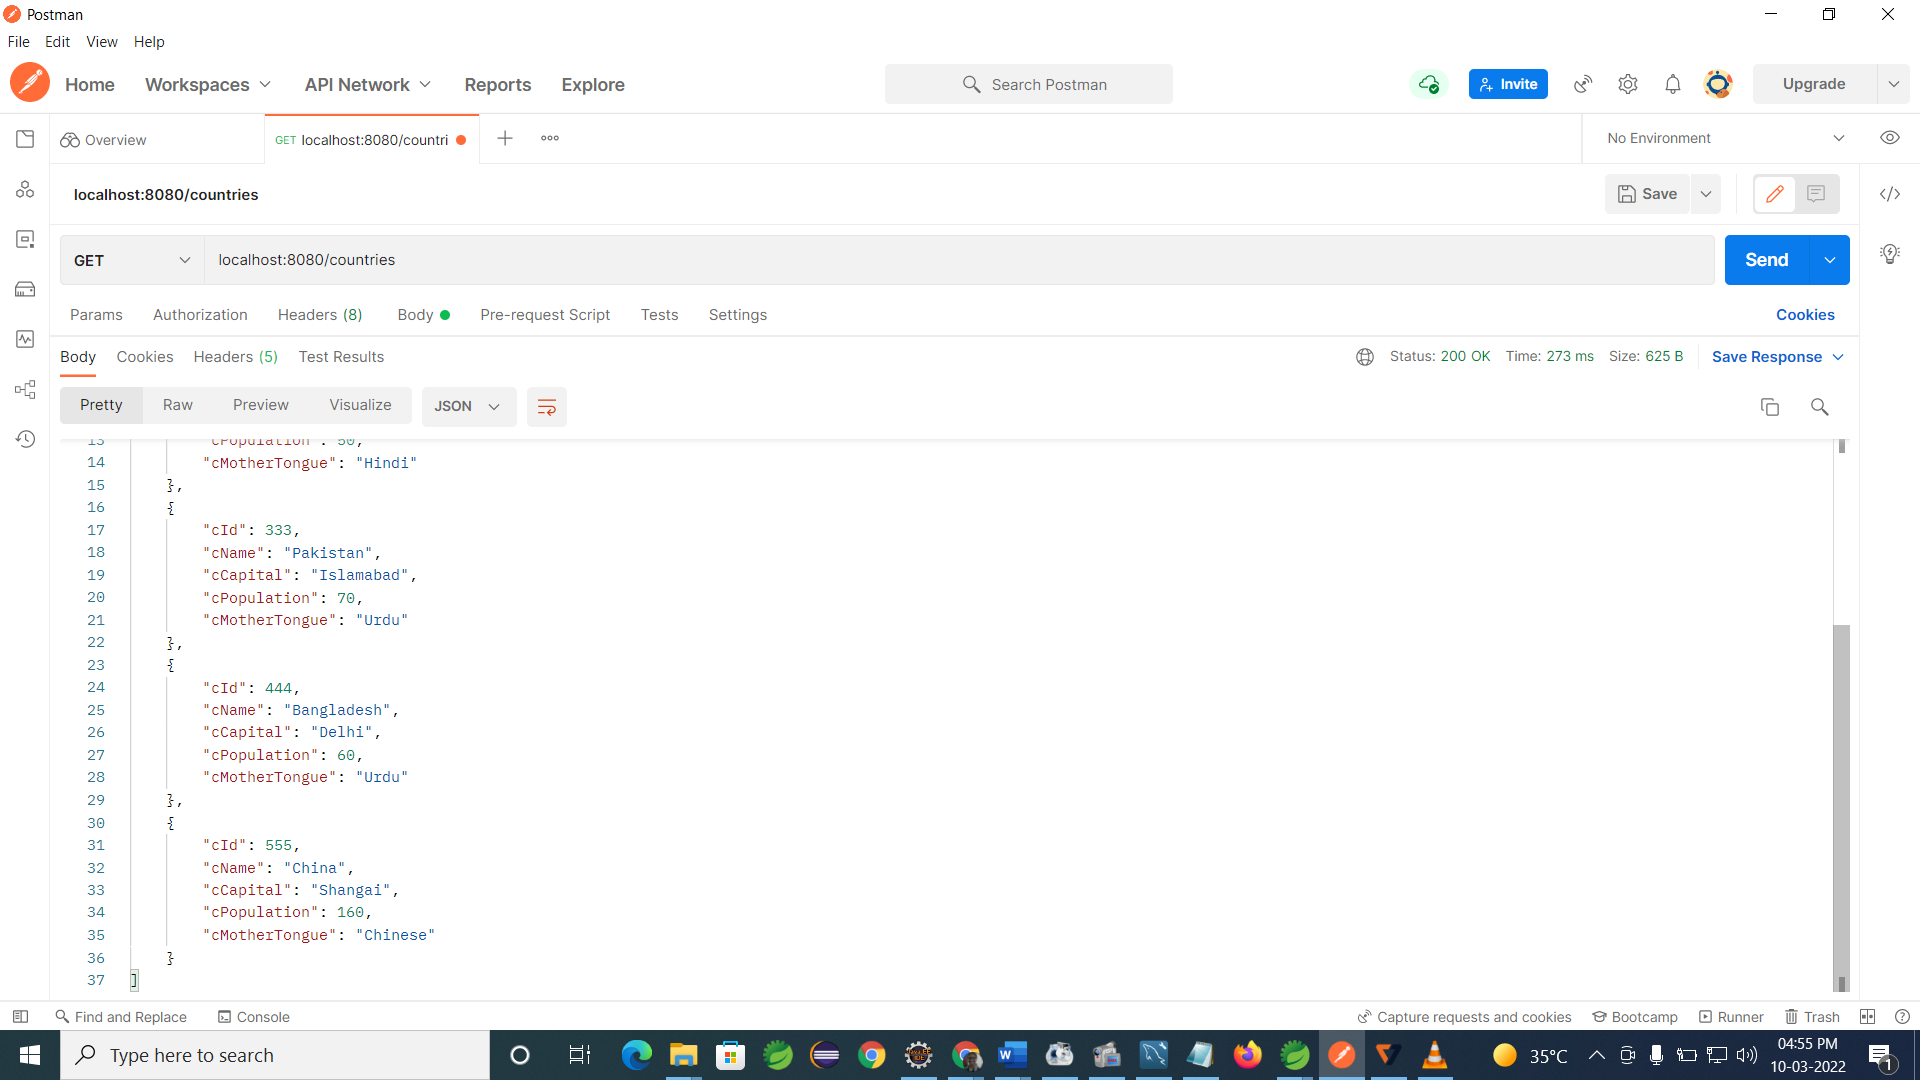 Postman
File Edit View Help
Home Workspaces API Network Reports Explore Search Postman Invite Upgrade
Overview GET localhost:8080/countri ooo No Environment
localhost:8080/countries Save
GET localhost:8080/countries Send
Params Authorization Headers (8) Body Pre-request Script Tests Settings Cookies
Body Cookies Headers (5) Test Results Status: 200 OK Time: 273 ms Size: 625 B Save Response
Pretty Raw Preview Visualize JSON
13 "cPopulation": 50,
14 "cMotherTongue": "Hindi"
15 },
16 {
17 "cId": 333,
18 "cName": "Pakistan",
19 "cCapital": "Islamabad",
20 "cPopulation": 70,
21 "cMotherTongue": "Urdu"
22 },
23 {
24 "cId": 444,
25 "cName": "Bangladesh",
26 "cCapital": "Delhi",
27 "cPopulation": 60,
28 "cMotherTongue": "Urdu"
29 },
30 {
31 "cId": 555,
32 "cName": "China",
33 "cCapital": "Shangai",
34 "cPopulation": 160,
35 "cMotherTongue": "Chinese"
36 }
37 ]
Find and Replace Console Capture requests and cookies Bootcamp Runner Trash
Type here to search 35°C 04:55 PM
10-03-2022 1